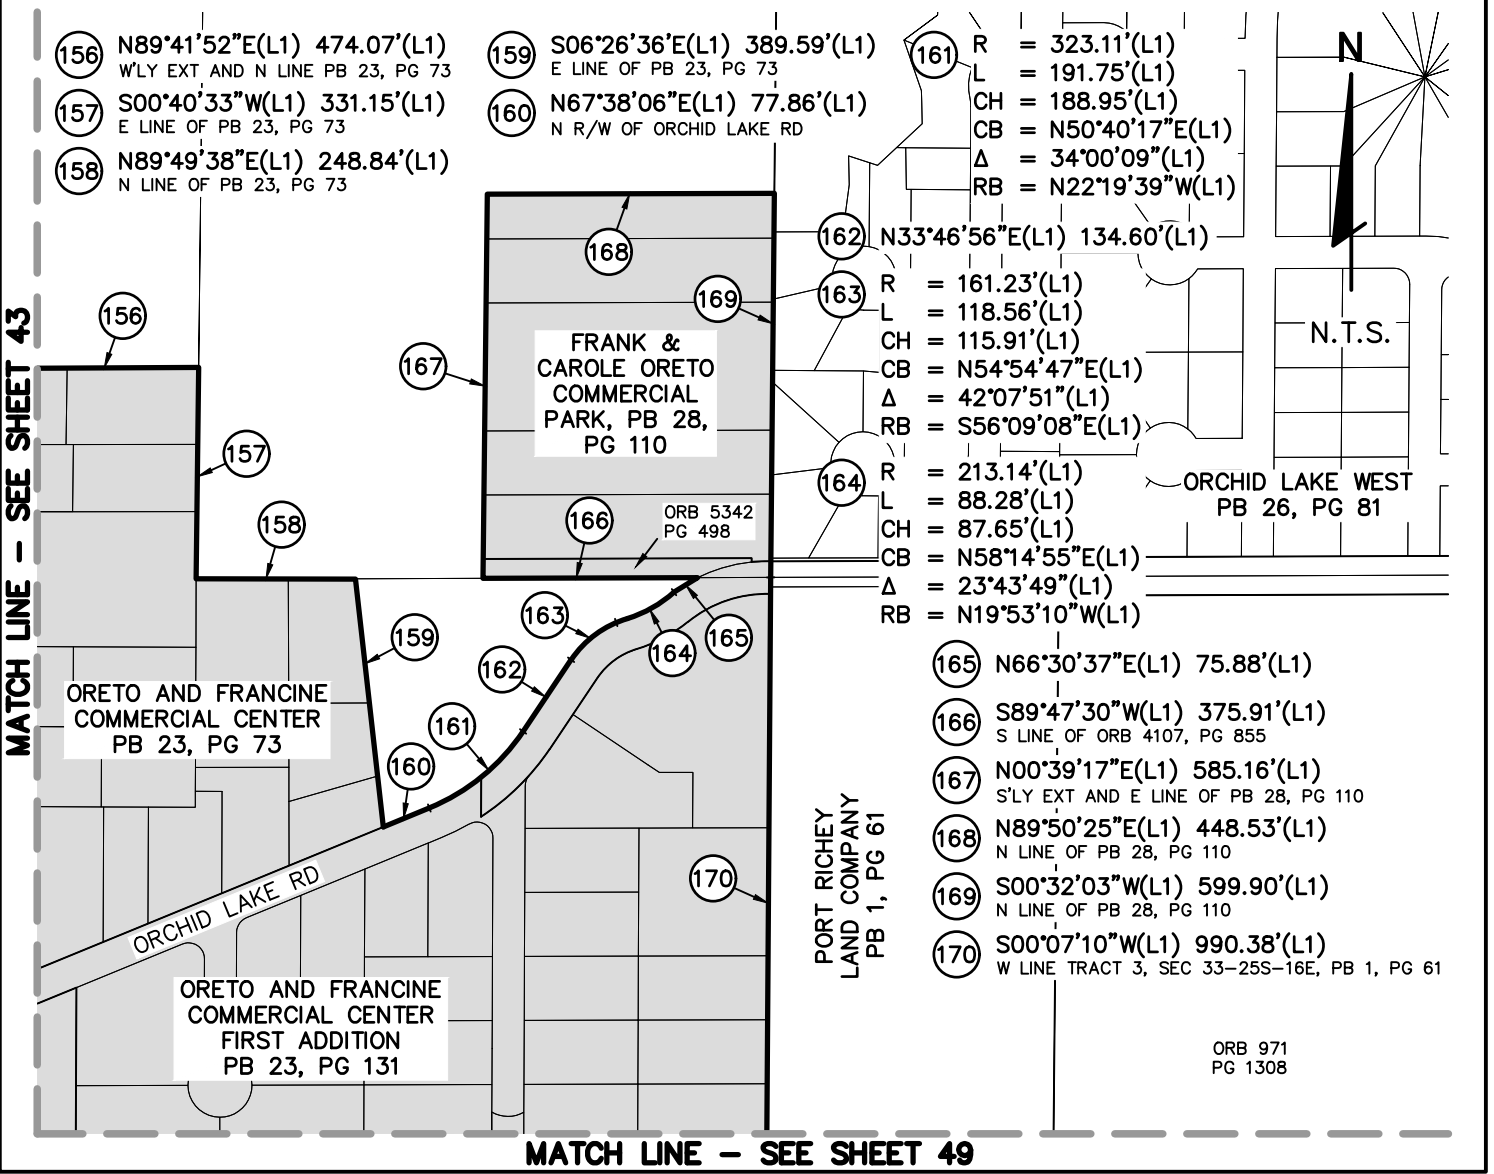 156 N89°41'52"E(L1) 474.07'(L1)
W'LY EXT AND N LINE PB 23, PG 73
157 S00°40'33"W(L1) 331.15'(L1)
E LINE OF PB 23, PG 73
158 N89°49'38"E(L1) 248.84'(L1)
N LINE OF PB 23, PG 73
159 S06°26'36"E(L1) 389.59'(L1)
E LINE OF PB 23, PG 73
160 N67°38'06"E(L1) 77.86'(L1)
N R/W OF ORCHID LAKE RD
161 R = 323.11'(L1)
L = 191.75'(L1)
CH = 188.95'(L1)
CB = N50°40'17"E(L1)
Δ = 34°00'09"(L1)
RB = N22°19'39"W(L1)
162 N33°46'56"E(L1) 134.60'(L1)
163 R = 161.23'(L1)
L = 118.56'(L1)
CH = 115.91'(L1)
CB = N54°54'47"E(L1)
Δ = 42°07'51"(L1)
RB = S56°09'08"E(L1)
164 R = 213.14'(L1)
L = 88.28'(L1)
CH = 87.65'(L1)
CB = N58°14'55"E(L1)
Δ = 23°43'49"(L1)
RB = N19°53'10"W(L1)
165 N66°30'37"E(L1) 75.88'(L1)
166 S89°47'30"W(L1) 375.91'(L1)
S LINE OF ORB 4107, PG 855
167 N00°39'17"E(L1) 585.16'(L1)
S'LY EXT AND E LINE OF PB 28, PG 110
168 N89°50'25"E(L1) 448.53'(L1)
N LINE OF PB 28, PG 110
169 S00°32'03"W(L1) 599.90'(L1)
N LINE OF PB 28, PG 110
170 S00°07'10"W(L1) 990.38'(L1)
W LINE TRACT 3, SEC 33-25S-16E, PB 1, PG 61
N
N.T.S.
ORCHID LAKE WEST
PB 26, PG 81
156
157
158
159
160
161
162
163
164
165
166
167
168
169
170
FRANK &
CAROLE ORETO
COMMERCIAL
PARK, PB 28,
PG 110
ORB 5342
PG 498
ORETO AND FRANCINE
COMMERCIAL CENTER
PB 23, PG 73
ORCHID LAKE RD
ORETO AND FRANCINE
COMMERCIAL CENTER
FIRST ADDITION
PB 23, PG 131
PORT RICHEY
LAND COMPANY
PB 1, PG 61
ORB 971
PG 1308
MATCH LINE - SEE SHEET 43
MATCH LINE - SEE SHEET 49